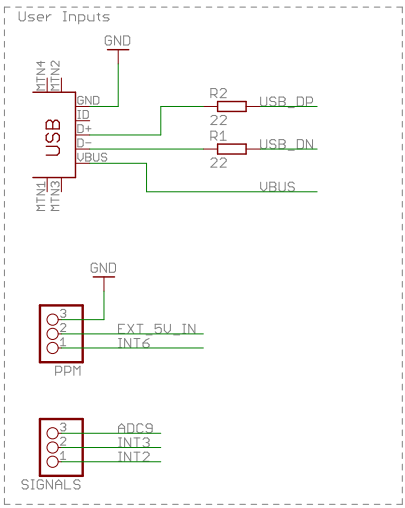 User Inputs
GND
MTN4
MTN2
USB
GND
ID
D+
D-
VBUS
MTN1
MTN3
R2
22
USB_DP
R1
22
USB_DN
VBUS
GND
3
2
1
EXT_5V_IN
INT6
PPM
3
2
1
ADC9
INT3
INT2
SIGNALS